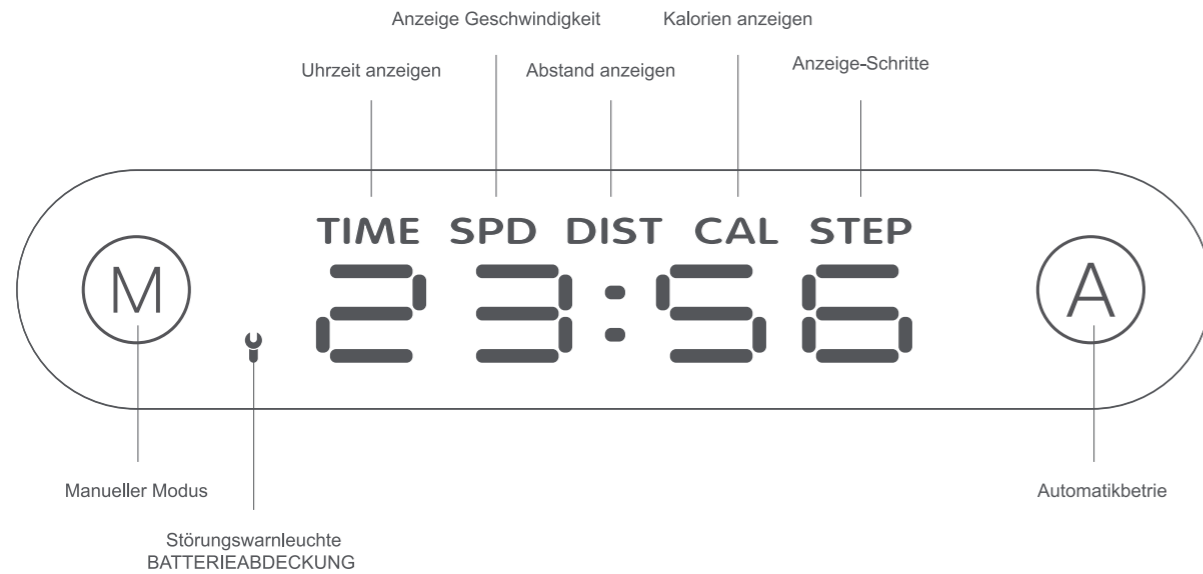 Anzeige Geschwindigkeit Kalorien anzeigen
Uhrzeit anzeigen Abstand anzeigen Anzeige-Schritte
TIME SPD DIST CAL STEP
M 23:56 A
Manueller Modus Automatikbetrie
Störungswarnleuchte
BATTERIEABDECKUNG